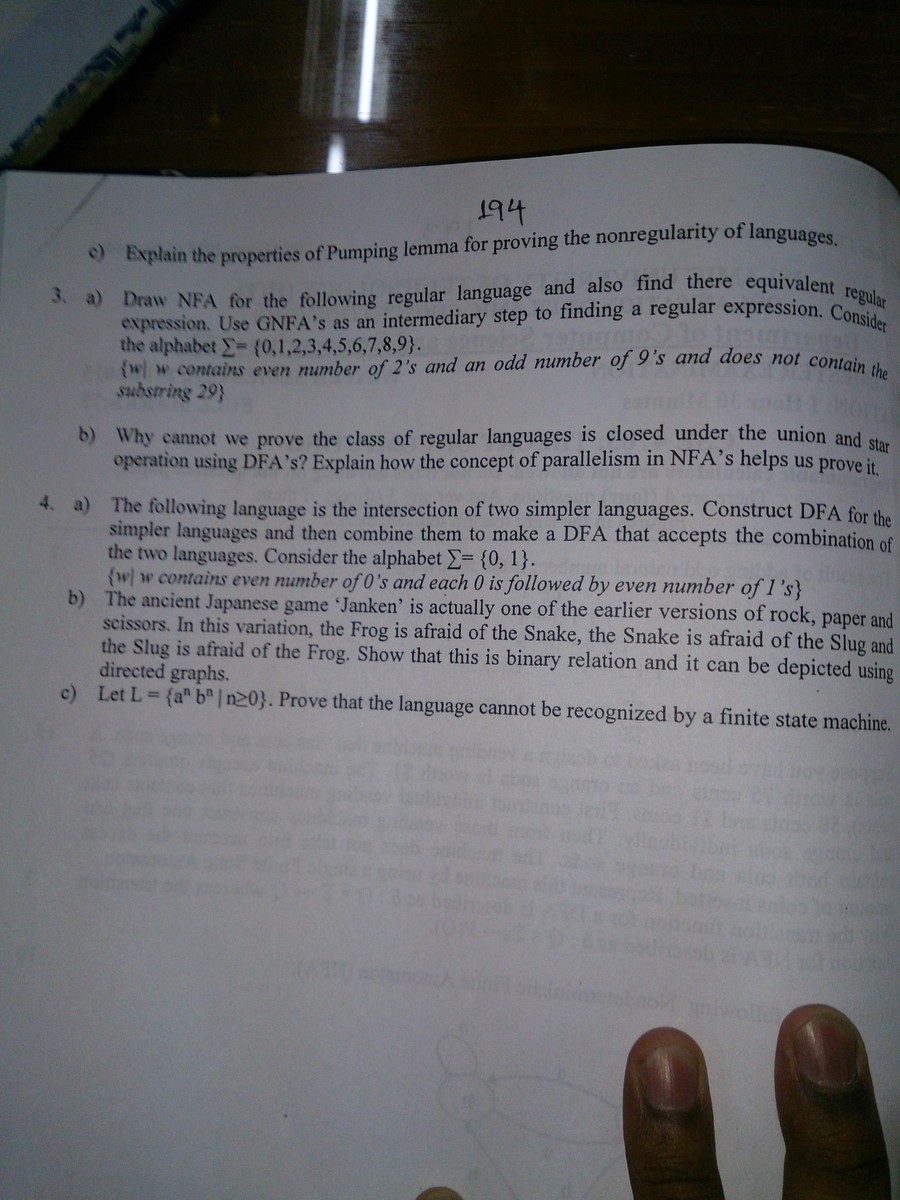 194
c) Explain the properties of Pumping lemma for proving the nonregularity of languages.
3. a) Draw NFA for the following regular language and also find there equivalent regular
expression. Use GNFA's as an intermediary step to finding a regular expression. Consider
the alphabet ∑= {0,1,2,3,4,5,6,7,8,9}.
{w| w contains even number of 2's and an odd number of 9's and does not contain the
substring 29}
b) Why cannot we prove the class of regular languages is closed under the union and star
operation using DFA's? Explain how the concept of parallelism in NFA's helps us prove it.
4. a) The following language is the intersection of two simpler languages. Construct DFA for the
simpler languages and then combine them to make a DFA that accepts the combination of
the two languages. Consider the alphabet ∑= {0, 1}.
{w| w contains even number of 0's and each 0 is followed by even number of 1's}
b) The ancient Japanese game ‘Janken’ is actually one of the earlier versions of rock, paper and
scissors. In this variation, the Frog is afraid of the Snake, the Snake is afraid of the Slug and
the Slug is afraid of the Frog. Show that this is binary relation and it can be depicted using
directed graphs.
c) Let L = {aⁿ bⁿ | n≥0}. Prove that the language cannot be recognized by a finite state machine.